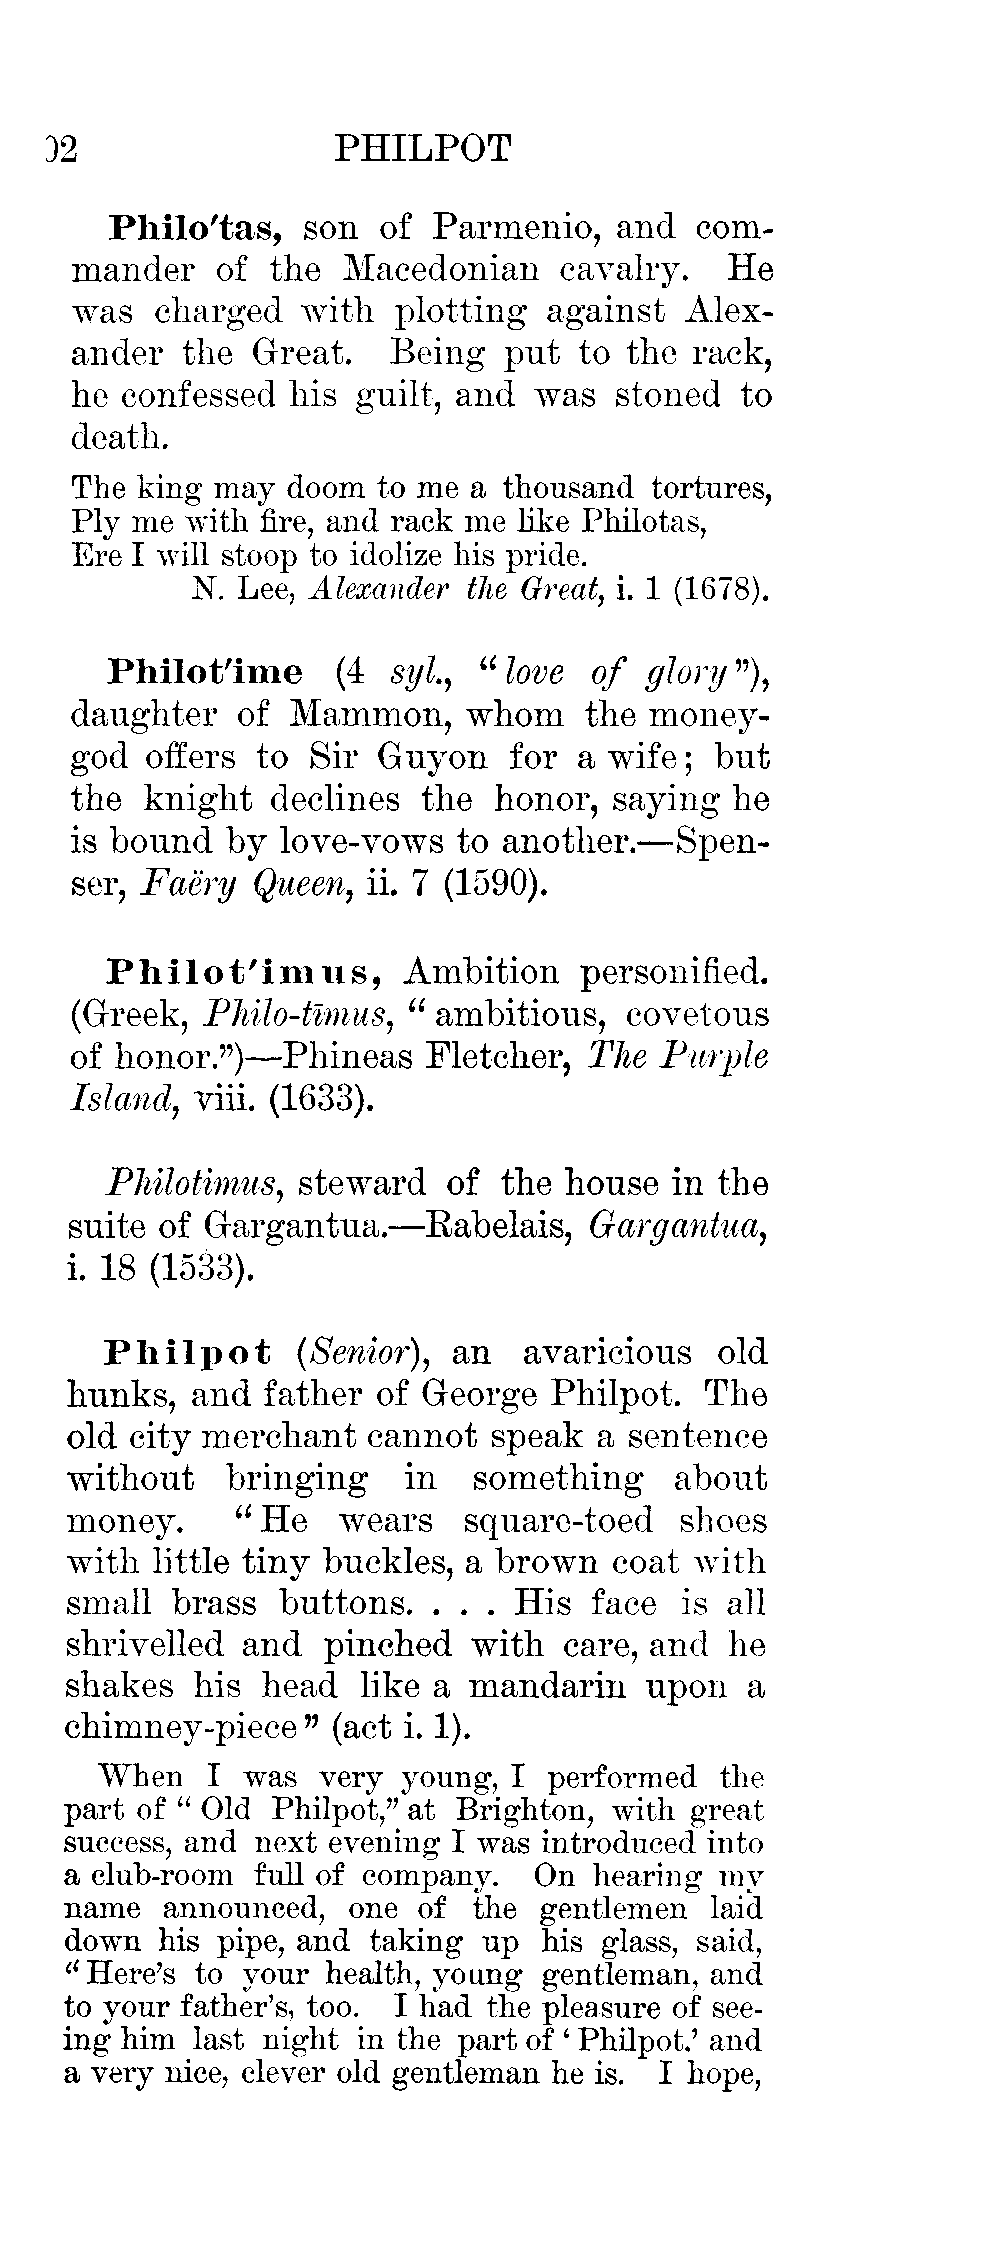 02 PHILPOT
Philo'tas, son of Parmenio, and com-
mander of the Macedonian cavalry. He
was charged with plotting against Alex-
ander the Great. Being put to the rack,
he confessed his guilt, and was stoned to
death.
The king may doom to me a thousand tortures,
Ply me with fire, and rack me like Philotas,
Ere I will stoop to idolize his pride.
N. Lee, Alexander the Great, i. 1 (1678).
Philot'ime (4 syl., “love of glory”),
daughter of Mammon, whom the money-
god offers to Sir Guyon for a wife; but
the knight declines the honor, saying he
is bound by love-vows to another.—Spen-
ser, Faëry Queen, ii. 7 (1590).
Philot'imus, Ambition personified.
(Greek, Philo-tīmus, “ambitious, covetous
of honor.”)—Phineas Fletcher, The Purple
Island, viii. (1633).
Philotimus, steward of the house in the
suite of Gargantua.—Rabelais, Gargantua,
i. 18 (1533).
Philpot (Senior), an avaricious old
hunks, and father of George Philpot. The
old city merchant cannot speak a sentence
without bringing in something about
money. “He wears square-toed shoes
with little tiny buckles, a brown coat with
small brass buttons. . . . His face is all
shrivelled and pinched with care, and he
shakes his head like a mandarin upon a
chimney-piece” (act i. 1).
When I was very young, I performed the
part of “Old Philpot,” at Brighton, with great
success, and next evening I was introduced into
a club-room full of company. On hearing my
name announced, one of the gentlemen laid
down his pipe, and taking up his glass, said,
“Here's to your health, young gentleman, and
to your father's, too. I had the pleasure of see-
ing him last night in the part of ‘Philpot.’ and
a very nice, clever old gentleman he is. I hope,